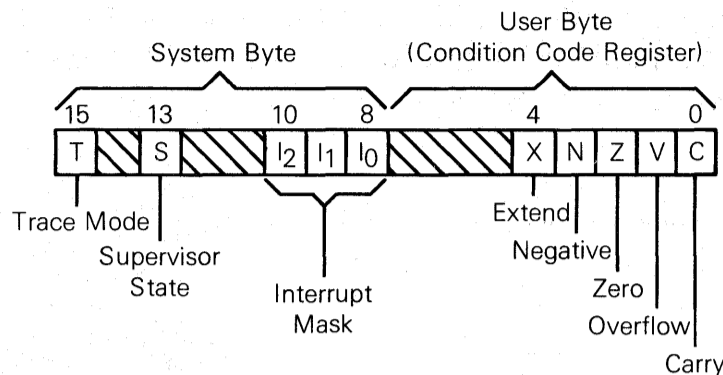 User Byte
System Byte
(Condition Code Register)
15 13 10 8 4 0
T S I2 I1 I0 X N Z V C
Trace Mode
Extend
Supervisor
State
Negative
Interrupt
Mask
Zero
Overflow
Carry